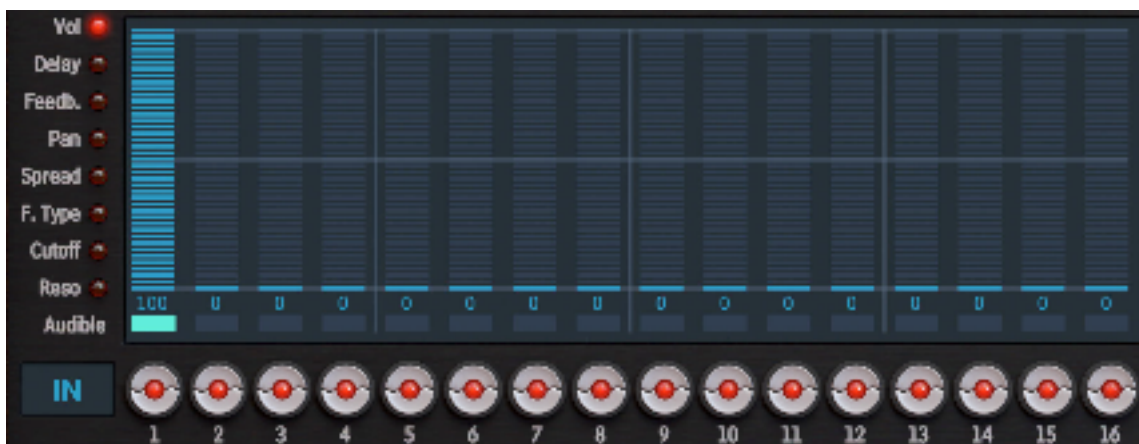 Vol
Delay
Feedb.
Pan
Spread
F. Type
Cutoff
Reso
100 0 0 0 0 0 0 0 0 0 0 0 0 0 0 0
Audible
IN
1 2 3 4 5 6 7 8 9 10 11 12 13 14 15 16